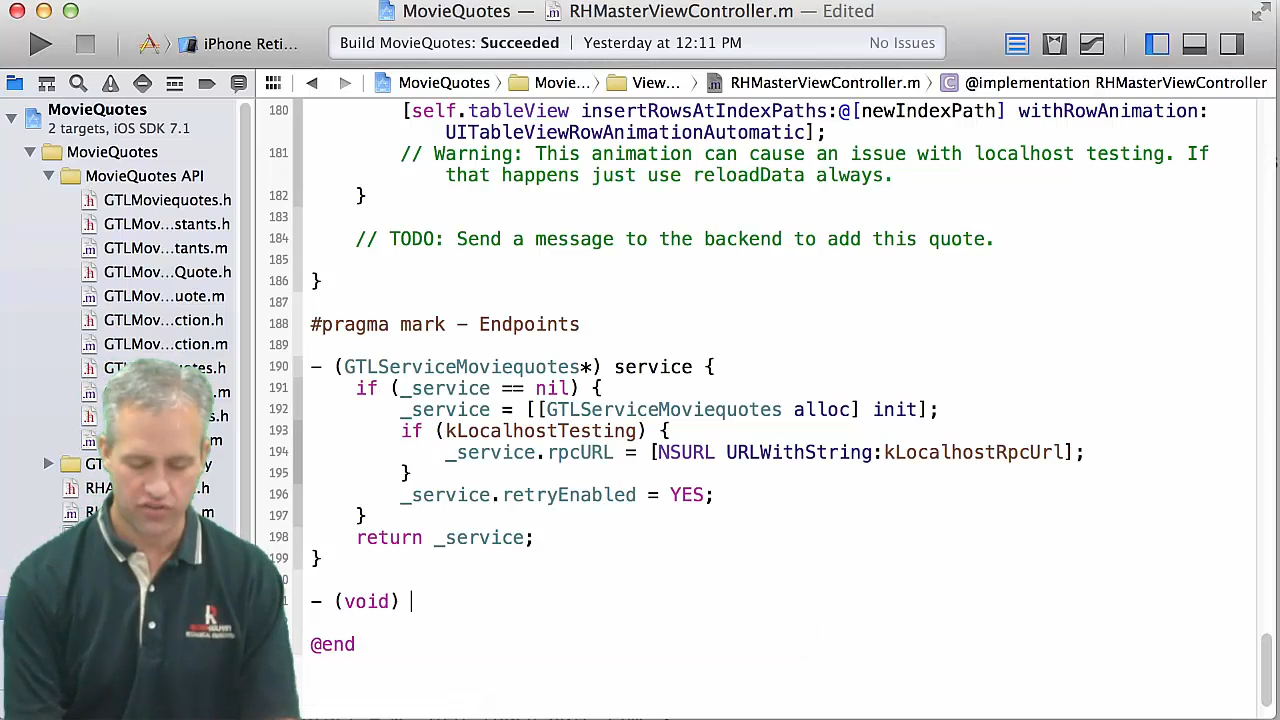 MovieQuotes — RHMasterViewController.m — Edited
iPhone Reti...
Build MovieQuotes: Succeeded | Yesterday at 12:11 PM
No Issues
MovieQuotes Movie... View... RHMasterViewController.m @implementation RHMasterViewController
MovieQuotes
2 targets, iOS SDK 7.1
MovieQuotes
MovieQuotes API
GTLMoviequotes.h
GTLMov...stants.h
GTLMov...tants.m
GTLMov...Quote.h
GTLMov...uote.m
GTLMov...ction.h
GTLMov...ction.m
180 [self.tableView insertRowsAtIndexPaths:@[newIndexPath] withRowAnimation:
UITableViewRowAnimationAutomatic];
181 // Warning: This animation can cause an issue with localhost testing. If
that happens just use reloadData always.
182 }
183
184 // TODO: Send a message to the backend to add this quote.
185
186 }
187
188 #pragma mark - Endpoints
189
190 - (GTLServiceMoviequotes*) service {
191 if (_service == nil) {
192 _service = [[GTLServiceMoviequotes alloc] init];
193 if (kLocalhostTesting) {
194 _service.rpcURL = [NSURL URLWithString:kLocalhostRpcUrl];
195 }
196 _service.retryEnabled = YES;
197 }
198 return _service;
199 }
- (void)
@end